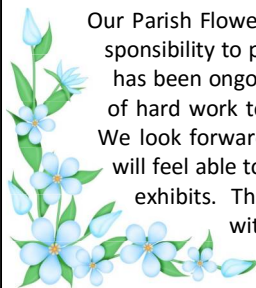 Our Parish Flowe
sponsibility to p
has been ongo
of hard work to
We look forwar
will feel able to
exhibits. Th
wit